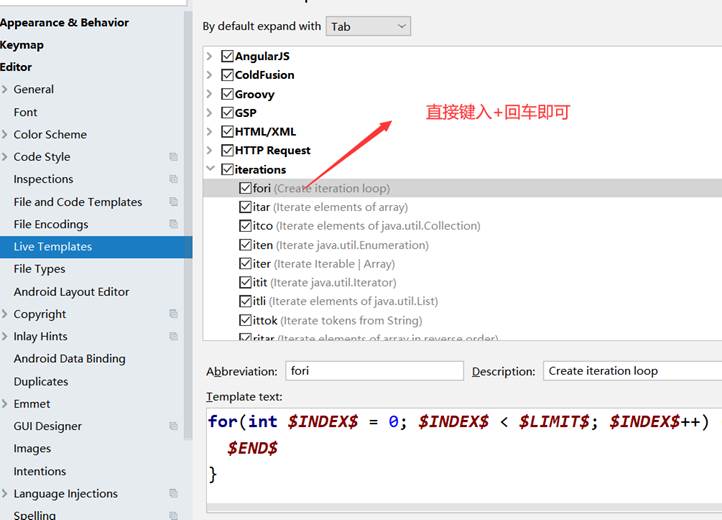 Appearance & Behavior
Keymap
Editor
General
Font
Color Scheme
Code Style
Inspections
File and Code Templates
File Encodings
Live Templates
File Types
Android Layout Editor
Copyright
Inlay Hints
Android Data Binding
Duplicates
Emmet
GUI Designer
Images
Intentions
Language Injections
Spelling
By default expand with Tab
AngularJS
ColdFusion
Groovy
GSP
HTML/XML
HTTP Request
iterations
fori (Create iteration loop)
itar (Iterate elements of array)
itco (Iterate elements of java.util.Collection)
iten (Iterate java.util.Enumeration)
iter (Iterate Iterable | Array)
itit (Iterate java.util.Iterator)
itli (Iterate elements of java.util.List)
ittok (Iterate tokens from String)
ritar (Iterate elements of array in reverse order)
直接键入+回车即可
Abbreviation: fori Description: Create iteration loop
Template text:
for(int $INDEX$ = 0; $INDEX$ < $LIMIT$; $INDEX$++)
$END$
}